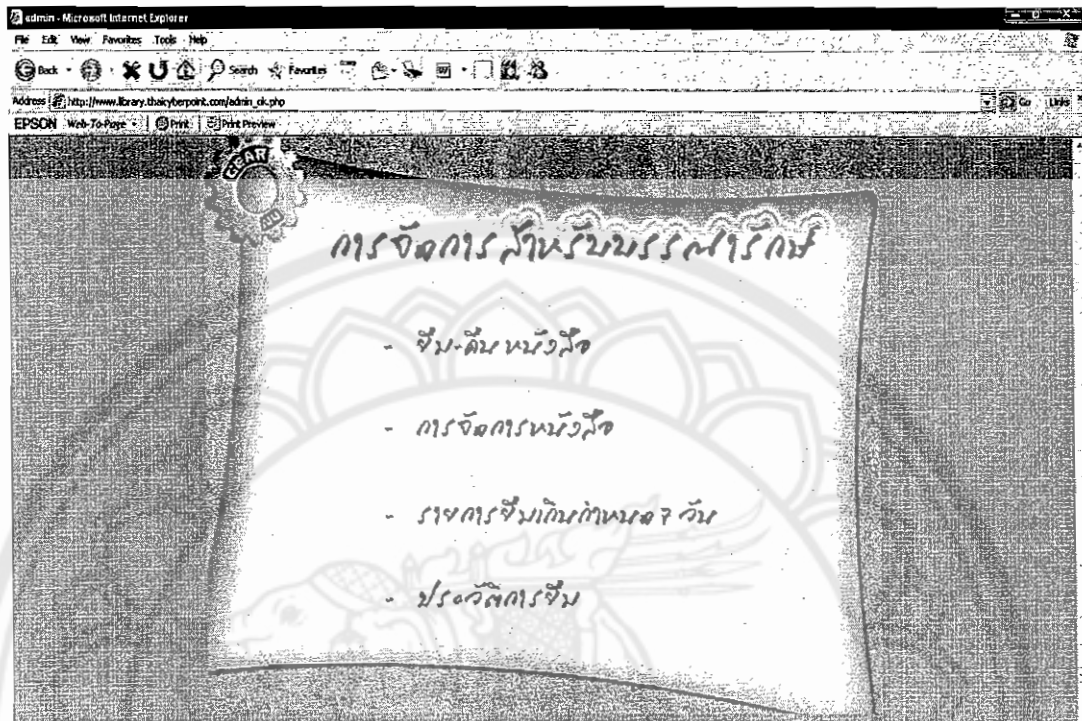 admin - Microsoft Internet Explorer
File Edit View Favorites Tools Help
Back Search Favorites
Address http://www.library.thaicyberpoint.com/admin_ok.php Go Links
EPSON Web-To-Page Print Print Preview
GEAR
การจัดการสำหรับบรรณารักษ์
- ยืม-คืนหนังสือ
- การจัดการหนังสือ
- รายการยืมเกินกำหนด 7 วัน
- ประวัติการยืม